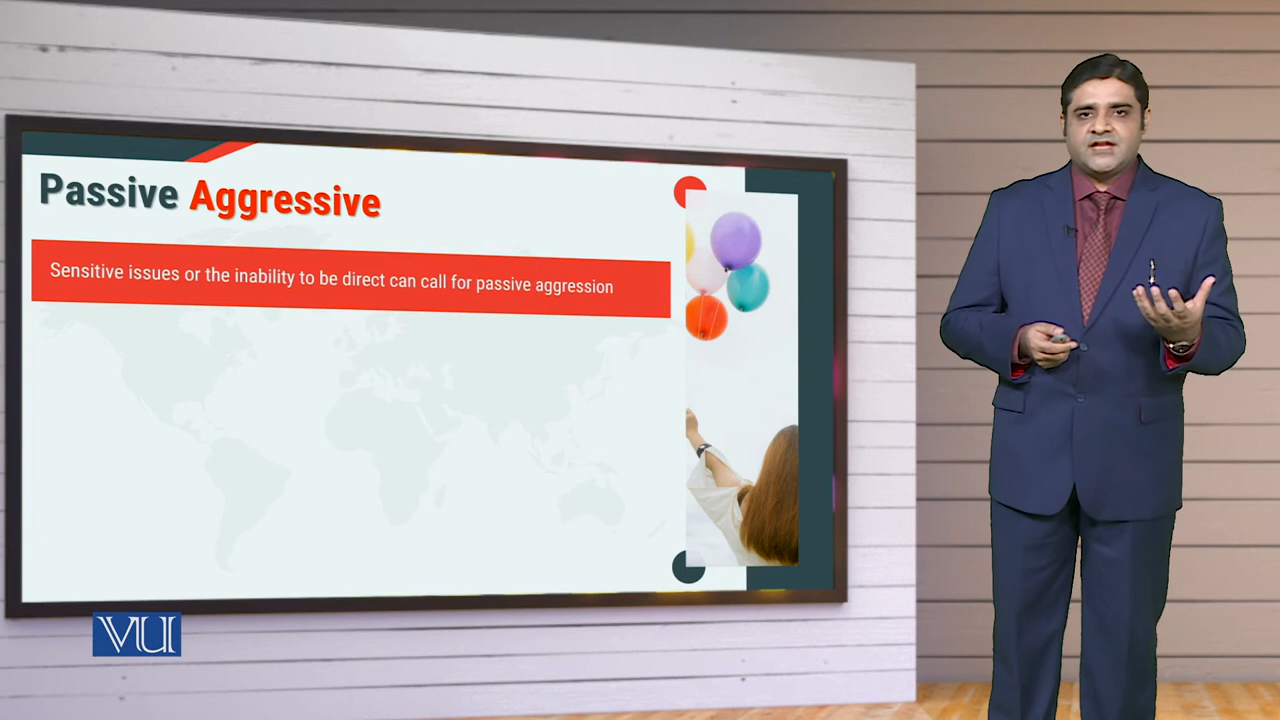 Passive Aggressive
Sensitive issues or the inability to be direct can call for passive aggression
VU